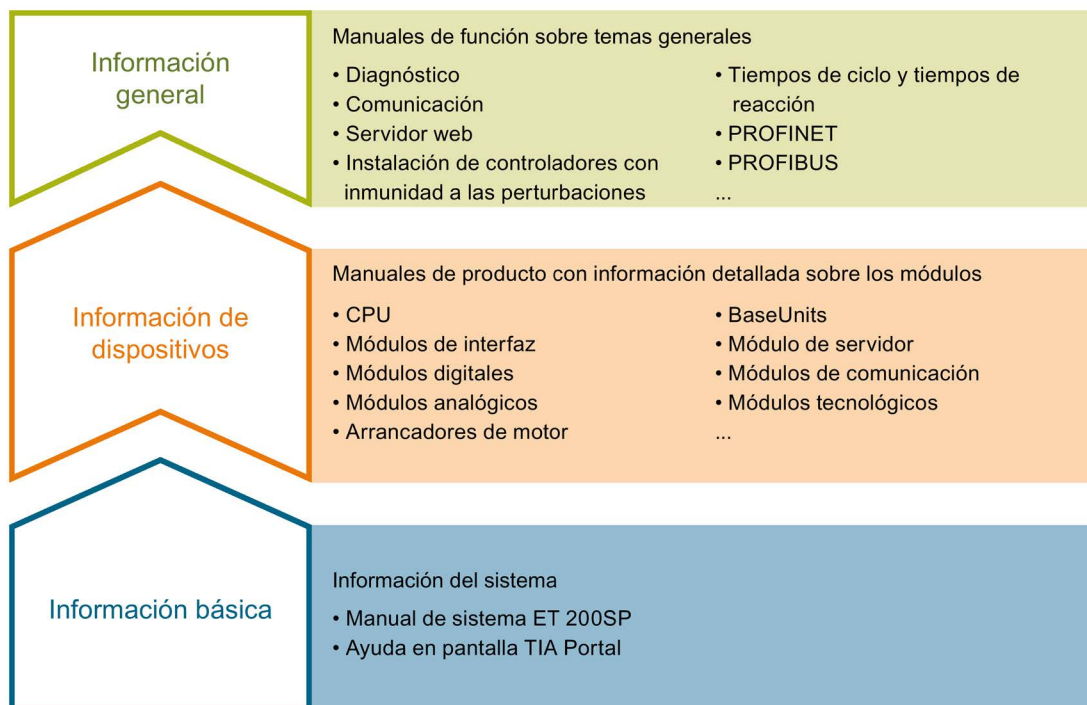 Información
general
Manuales de función sobre temas generales
• Diagnóstico
• Comunicación
• Servidor web
• Instalación de controladores con
inmunidad a las perturbaciones
• Tiempos de ciclo y tiempos de
reacción
• PROFINET
• PROFIBUS
...
Información de
dispositivos
Manuales de producto con información detallada sobre los módulos
• CPU
• Módulos de interfaz
• Módulos digitales
• Módulos analógicos
• Arrancadores de motor
• BaseUnits
• Módulo de servidor
• Módulos de comunicación
• Módulos tecnológicos
...
Información básica
Información del sistema
• Manual de sistema ET 200SP
• Ayuda en pantalla TIA Portal